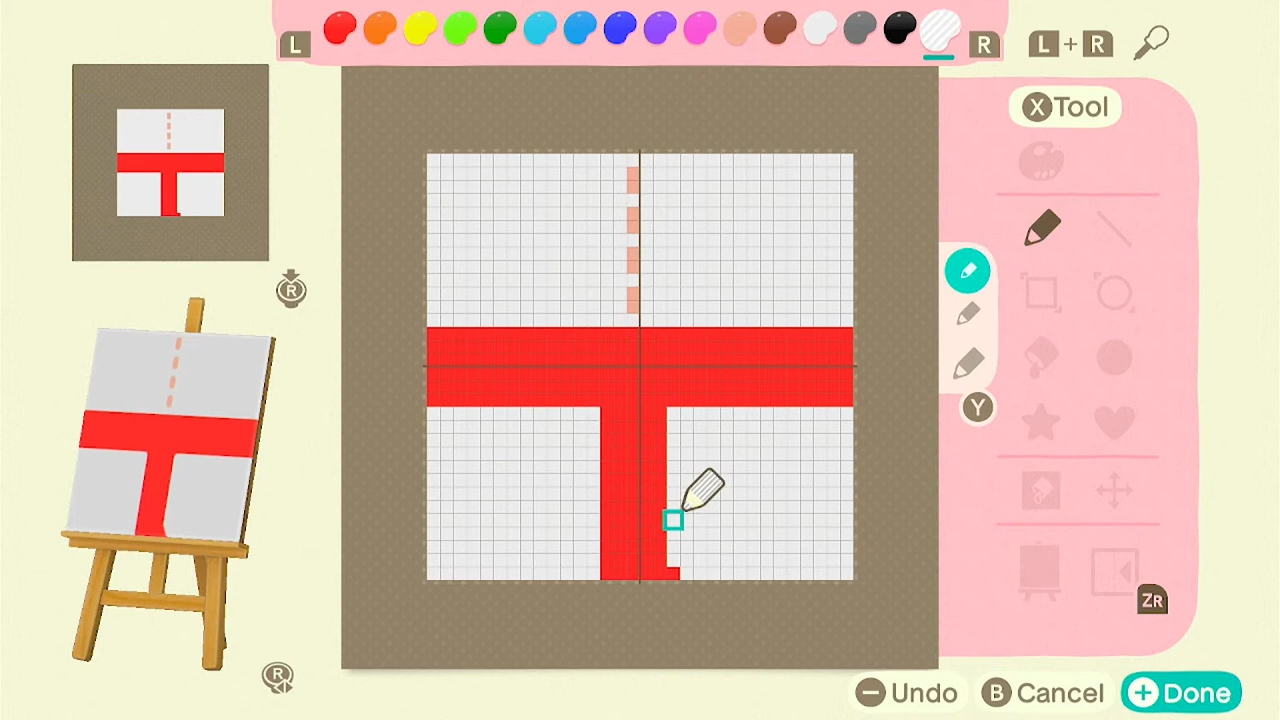 L R L + R
X Tool
R
Y
ZR
R
− Undo B Cancel + Done